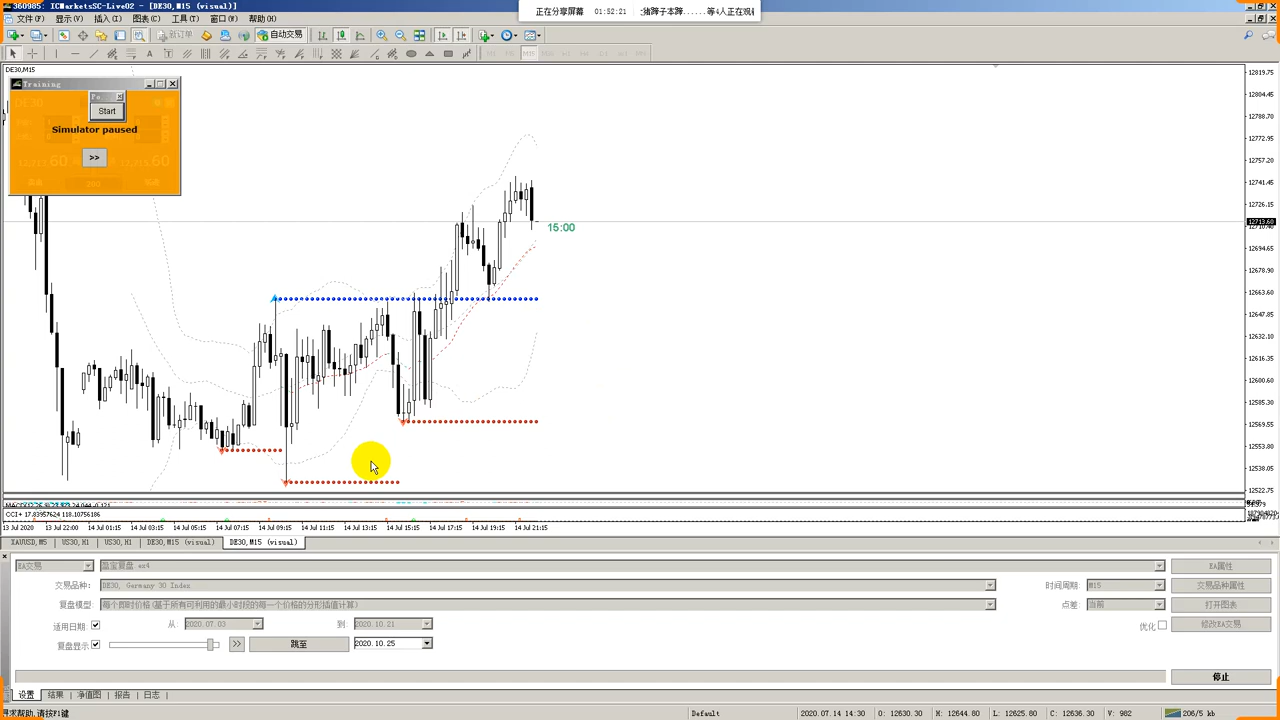 360985: ICMarketsSC-Live02 - [DE30,M15 (visual)]
正在分享屏幕 01:52:21
文件(F) 显示(V) 插入(I) 图表(C) 工具(T) 窗口(W) 帮助(H)
新订单 自动交易
DE30,M15
Training
Start
Simulator paused
>>
15:00
12819.75
12804.45
12788.70
12772.95
12757.20
12741.45
12726.15
12713.60
12710.40
12694.65
12678.90
12663.60
12647.85
12632.10
12616.35
12600.60
12585.30
12569.55
12553.80
12538.05
12522.75
CCI+ 17.83957624 118.10756186
13 Jul 2020 13 Jul 22:00 14 Jul 01:15 14 Jul 03:15 14 Jul 05:15 14 Jul 07:15 14 Jul 09:15 14 Jul 11:15 14 Jul 13:15 14 Jul 15:15 14 Jul 17:15 14 Jul 19:15 14 Jul 21:15
XAUUSD,M5 US30,H1 US30,H1 DE30,M15 (visual) DE30,M15 (visual)
EA交易 EA属性
交易品种: DE30, Germany 30 Index 时间周期: M15 交易品种属性
复盘模型: 每个即时价格(基于所有可利用的最小时段的每一个价格的分形插值计算) 点差: 当前 打开图表
适用日期: 从: 2020.07.03 到: 2020.10.21 优化 修改EA交易
复盘显示 >> 跳至 2020.10.25
停止
设置 结果 净值图 报告 日志
寻求帮助,请按F1键 Default 2020.07.14 14:30 O: 12630.30 H: 12644.80 L: 12625.80 C: 12636.30 V: 982 206/5 kb